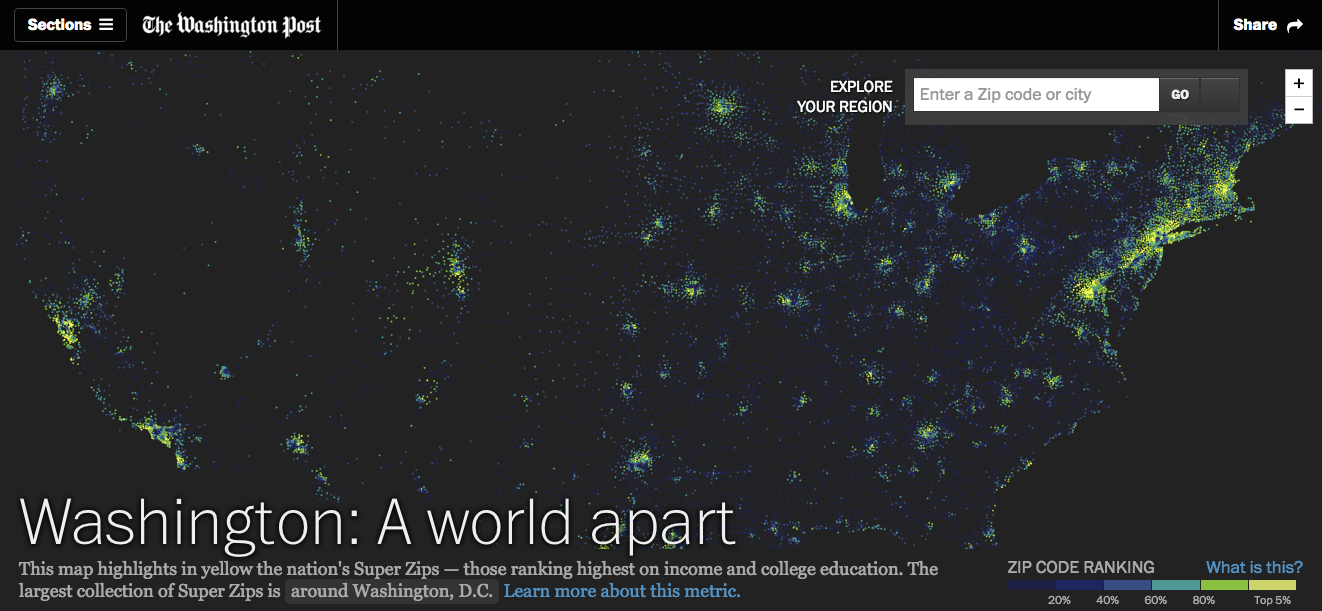 Sections
The Washington Post
Share
EXPLORE
YOUR REGION
Enter a Zip code or city
GO
+
−
Washington: A world apart
This map highlights in yellow the nation's Super Zips — those ranking highest on income and college education. The
largest collection of Super Zips is around Washington, D.C. Learn more about this metric.
ZIP CODE RANKING What is this?
20% 40% 60% 80% Top 5%